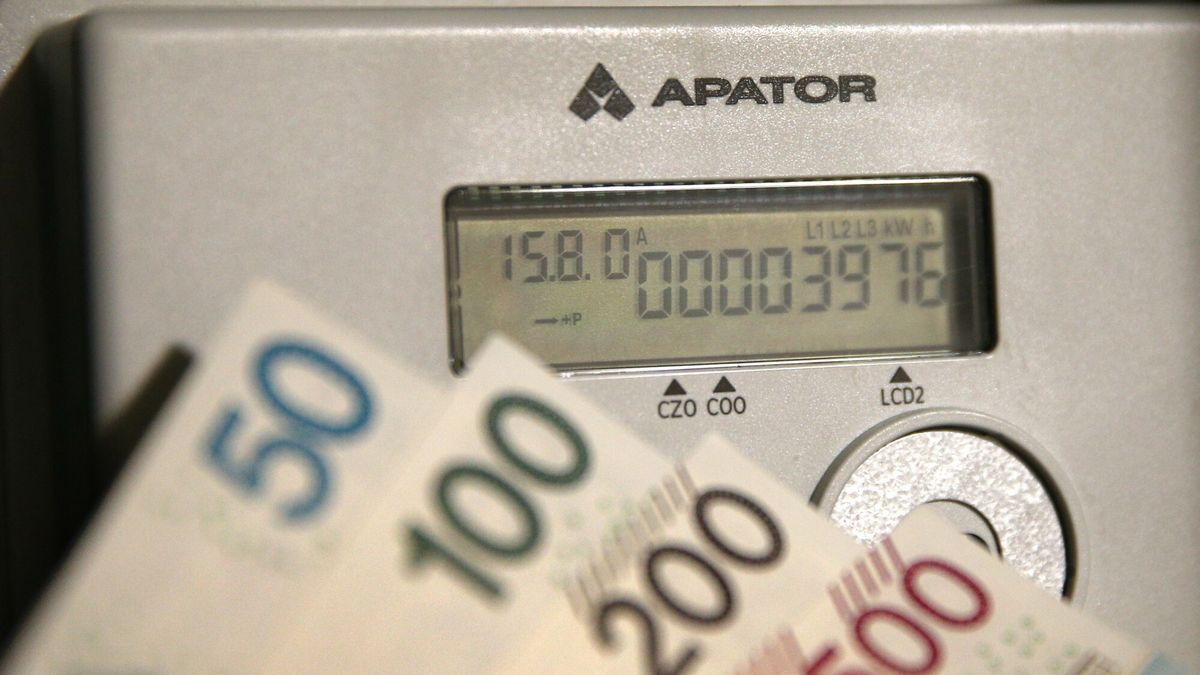 APATOR
15.8.0 A L1 L2 L3 kW h
00003976
→+P
CZO COO LCD2
50
100
200
500